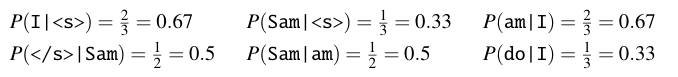 P(I|<s>) = 2/3 = 0.67 P(Sam|<s>) = 1/3 = 0.33 P(am|I) = 2/3 = 0.67
P(</s>|Sam) = 1/2 = 0.5 P(Sam|am) = 1/2 = 0.5 P(do|I) = 1/3 = 0.33